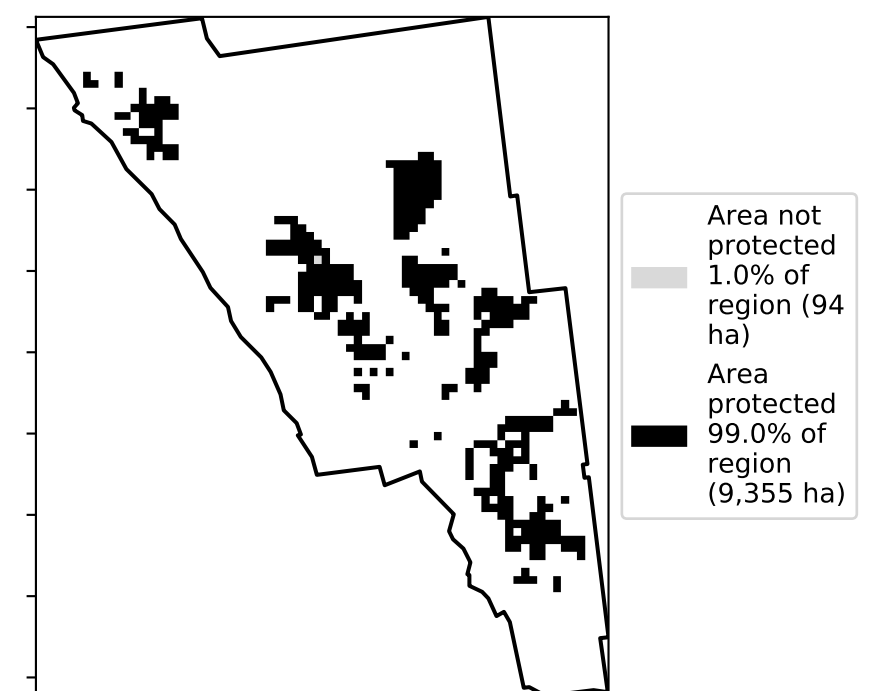 Area not
protected
1.0% of
region (94
ha)
Area
protected
99.0% of
region
(9,355 ha)